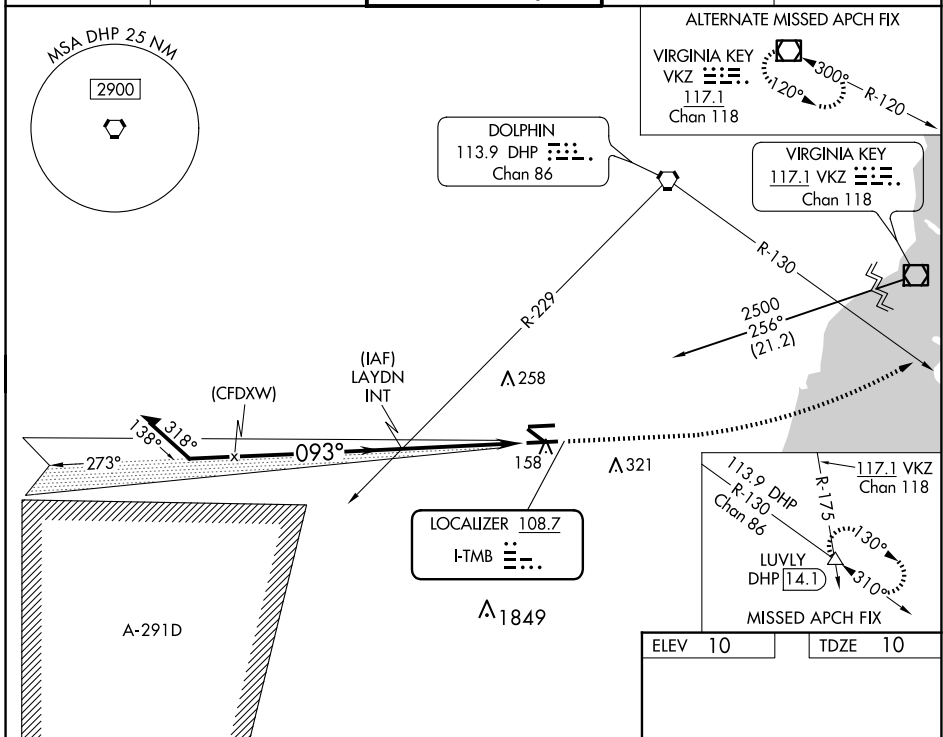 MSA DHP 25 NM
2900
ALTERNATE MISSED APCH FIX
VIRGINIA KEY
VKZ
117.1
Chan 118
300°
120°
R-120
DOLPHIN
113.9 DHP
Chan 86
VIRGINIA KEY
117.1 VKZ
Chan 118
R-130
R-229
2500
256°
(21.2)
(IAF)
LAYDN
INT
258
(CFDXW)
318°
138°
273°
093°
158
321
LOCALIZER 108.7
I-TMB
1849
A-291D
113.9 DHP
R-130
Chan 86
117.1 VKZ
Chan 118
R-175
130°
310°
LUVLY
DHP 14.1
MISSED APCH FIX
ELEV 10
TDZE 10